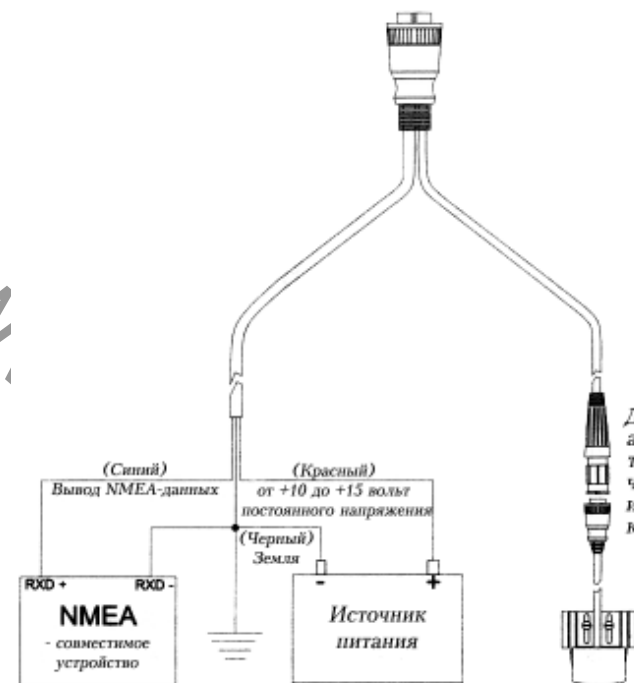 (Синий)
Вывод NMEA-данных
(Красный)
от +10 до +15 вольт
постоянного напряжения
(Черный)
Земля
RXD +
RXD -
NMEA
- совместимое
устройство
-
+
Источник
питания